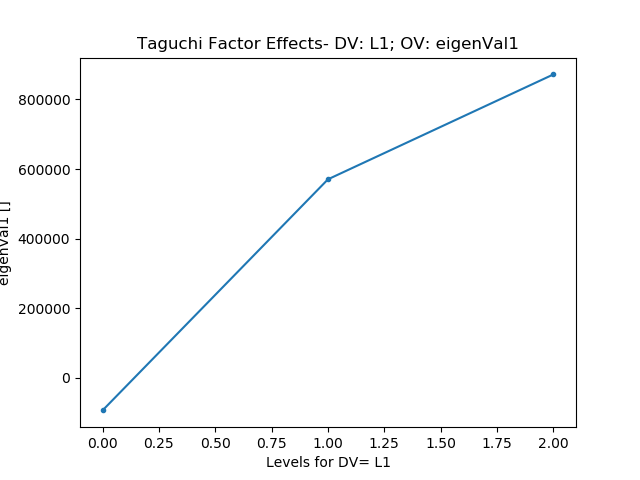 Taguchi Factor Effects- DV: L1; OV: eigenVal1
800000
600000
400000
200000
0
eigenVal1 []
0.00 0.25 0.50 0.75 1.00 1.25 1.50 1.75 2.00
Levels for DV= L1